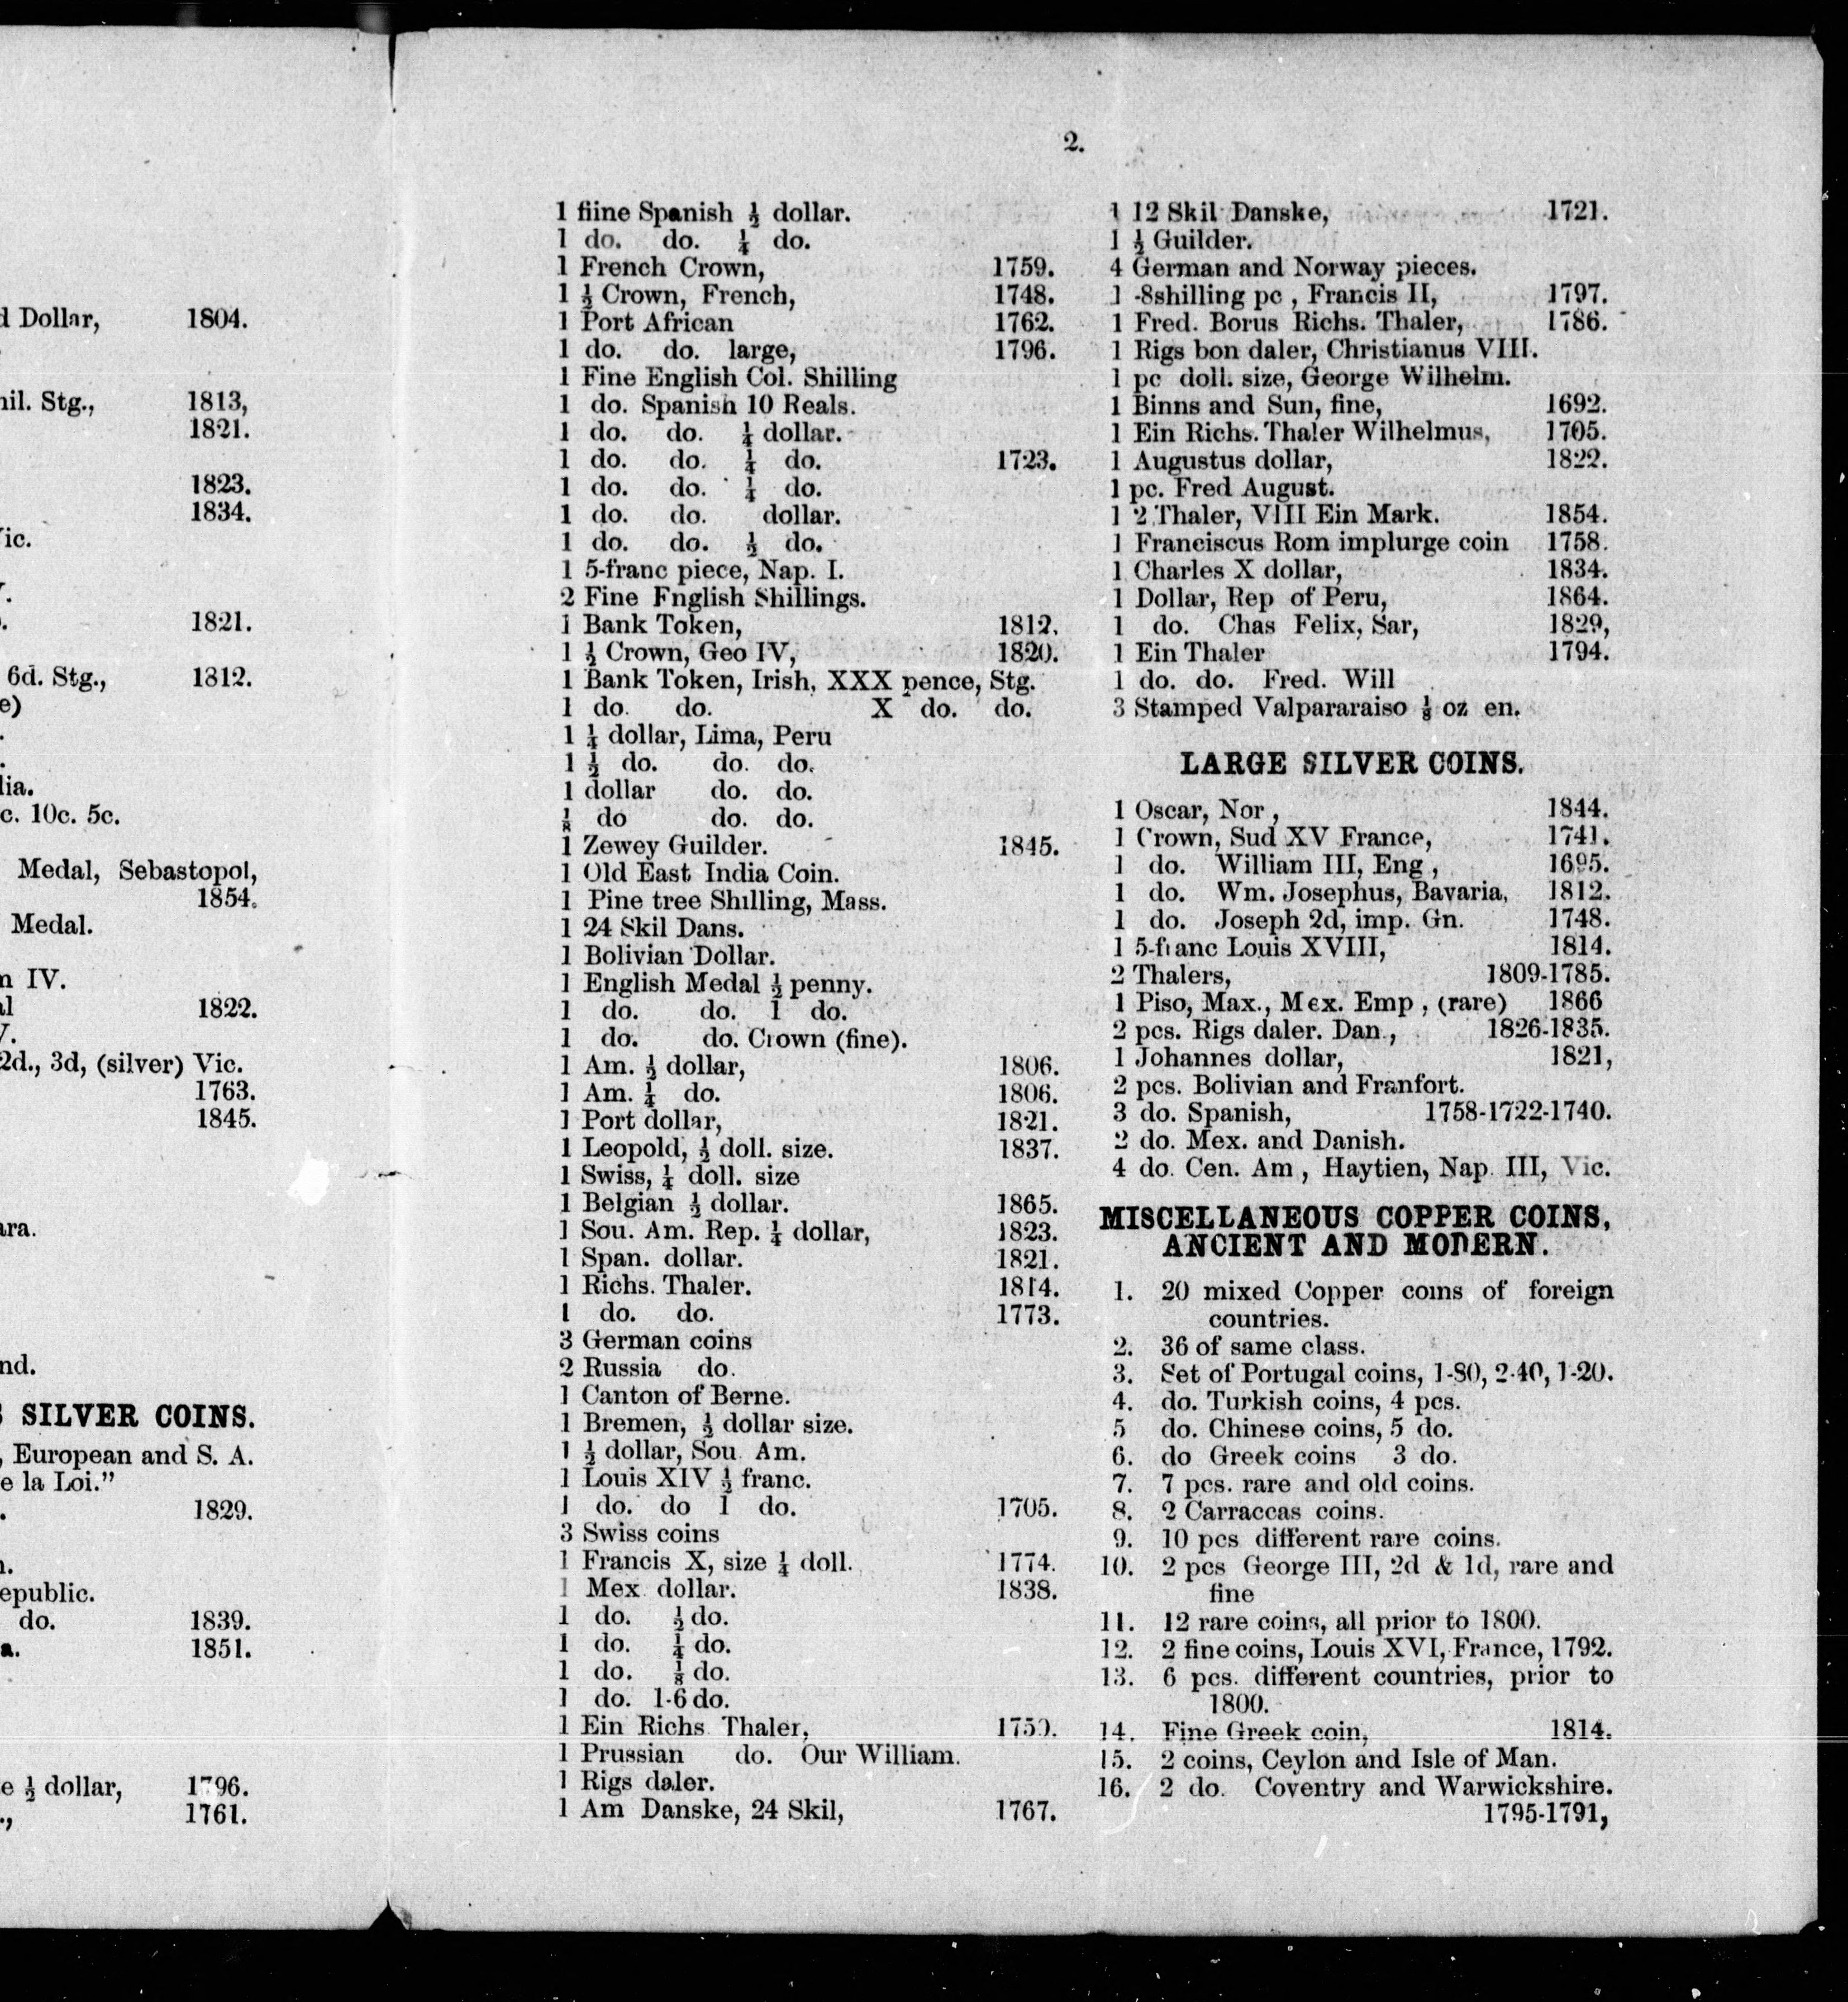 d Dollar, 1804.
nil. Stg., 1813,
1821.
1823.
1834.
ic.
1821.
6d. Stg., 1812.
e)
lia.
c. 10c. 5c.
Medal, Sebastopol,
1854.
Medal.
n IV.
al 1822.
V.
2d., 3d, (silver) Vic.
1763.
1845.
ara.
nd.
S SILVER COINS.
, European and S. A.
e la Loi.”
1829.
epublic.
do. 1839.
a. 1851.
e ½ dollar, 1796.
., 1761.
2.
1 fiine Spanish ½ dollar.
1 do. do. ¼ do.
1 French Crown, 1759.
1 ½ Crown, French, 1748.
1 Port African 1762.
1 do. do. large, 1796.
1 Fine English Col. Shilling
1 do. Spanish 10 Reals.
1 do. do. ¼ dollar.
1 do. do. ¼ do. 1723.
1 do. do. ¼ do.
1 do. do. dollar.
1 do. do. ½ do.
1 5-franc piece, Nap. I.
2 Fine Fnglish Shillings.
1 Bank Token, 1812.
1 ½ Crown, Geo IV, 1820.
1 Bank Token, Irish, XXX pence, Stg.
1 do. do. X do. do.
1 ¼ dollar, Lima, Peru
1 ½ do. do. do.
1 dollar do. do.
⅛ do do. do.
1 Zewey Guilder. 1845.
1 Old East India Coin.
1 Pine tree Shilling, Mass.
1 24 Skil Dans.
1 Bolivian Dollar.
1 English Medal ½ penny.
1 do. do. 1 do.
1 do. do. Crown (fine).
1 Am. ½ dollar, 1806.
1 Am. ¼ do. 1806.
1 Port dollar, 1821.
1 Leopold, ½ doll. size. 1837.
1 Swiss, ¼ doll. size
1 Belgian ½ dollar. 1865.
1 Sou. Am. Rep. ¼ dollar, 1823.
1 Span. dollar. 1821.
1 Richs. Thaler. 1814.
1 do. do. 1773.
3 German coins
2 Russia do.
1 Canton of Berne.
1 Bremen, ½ dollar size.
1 ½ dollar, Sou. Am.
1 Louis XIV ½ franc.
1 do. do 1 do. 1705.
3 Swiss coins
1 Francis X, size ¼ doll. 1774.
1 Mex. dollar. 1838.
1 do. ½ do.
1 do. ¼ do.
1 do. ⅛ do.
1 do. 1-6 do.
1 Ein Richs. Thaler, 1759.
1 Prussian do. Our William.
1 Rigs daler.
1 Am Danske, 24 Skil, 1767.
1 12 Skil Danske, 1721.
1 ½ Guilder.
4 German and Norway pieces.
1 -8shilling pc , Francis II, 1797.
1 Fred. Borus Richs. Thaler, 1786.
1 Rigs bon daler, Christianus VIII.
1 pc doll. size, George Wilhelm.
1 Binns and Sun, fine, 1692.
1 Ein Richs. Thaler Wilhelmus, 1705.
1 Augustus dollar, 1822.
1 pc. Fred August.
1 2 Thaler, VIII Ein Mark. 1854.
1 Franciscus Rom implurge coin 1758.
1 Charles X dollar, 1834.
1 Dollar, Rep of Peru, 1864.
1 do. Chas Felix, Sar, 1829,
1 Ein Thaler 1794.
1 do. do. Fred. Will
3 Stamped Valpararaiso ⅛ oz en.
LARGE SILVER COINS.
1 Oscar, Nor , 1844.
1 Crown, Sud XV France, 1741.
1 do. William III, Eng , 1695.
1 do. Wm. Josephus, Bavaria, 1812.
1 do. Joseph 2d, imp. Gn. 1748.
1 5-franc Louis XVIII, 1814.
2 Thalers, 1809-1785.
1 Piso, Max., Mex. Emp , (rare) 1866
2 pcs. Rigs daler. Dan , 1826-1835.
1 Johannes dollar, 1821,
2 pcs. Bolivian and Franfort.
3 do. Spanish, 1758-1722-1740.
2 do. Mex. and Danish.
4 do. Cen. Am , Haytien, Nap. III, Vic.
MISCELLANEOUS COPPER COINS,
ANCIENT AND MODERN.
1. 20 mixed Copper coins of foreign
countries.
2. 36 of same class.
3. Set of Portugal coins, 1-80, 2-40, 1-20.
4. do. Turkish coins, 4 pcs.
5 do. Chinese coins, 5 do.
6. do Greek coins 3 do.
7. 7 pcs. rare and old coins.
8. 2 Carraccas coins.
9. 10 pcs different rare coins.
10. 2 pcs George III, 2d & 1d, rare and
fine
11. 12 rare coins, all prior to 1800.
12. 2 fine coins, Louis XVI, France, 1792.
13. 6 pcs. different countries, prior to
1800.
14. Fine Greek coin, 1814.
15. 2 coins, Ceylon and Isle of Man.
16. 2 do. Coventry and Warwickshire.
1795-1791,